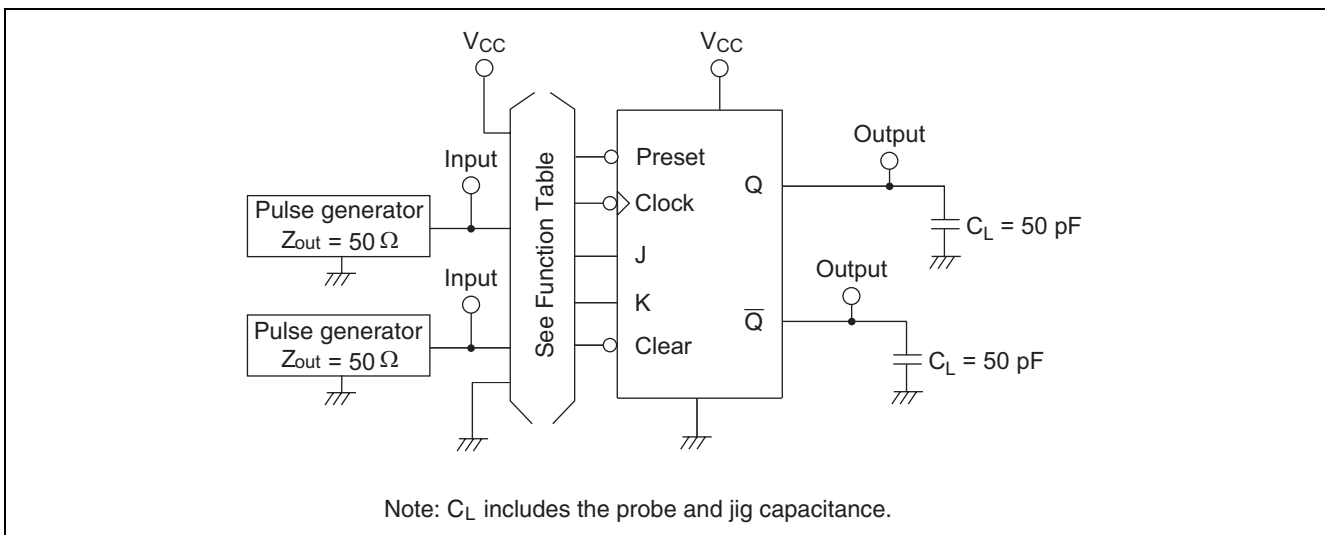 VCC
VCC
Input
Pulse generator
Zout = 50 Ω
Input
Pulse generator
Zout = 50 Ω
See Function Table
Preset
Clock
J
K
Clear
Q
Q̅
Output
CL = 50 pF
Output
CL = 50 pF
Note: CL includes the probe and jig capacitance.